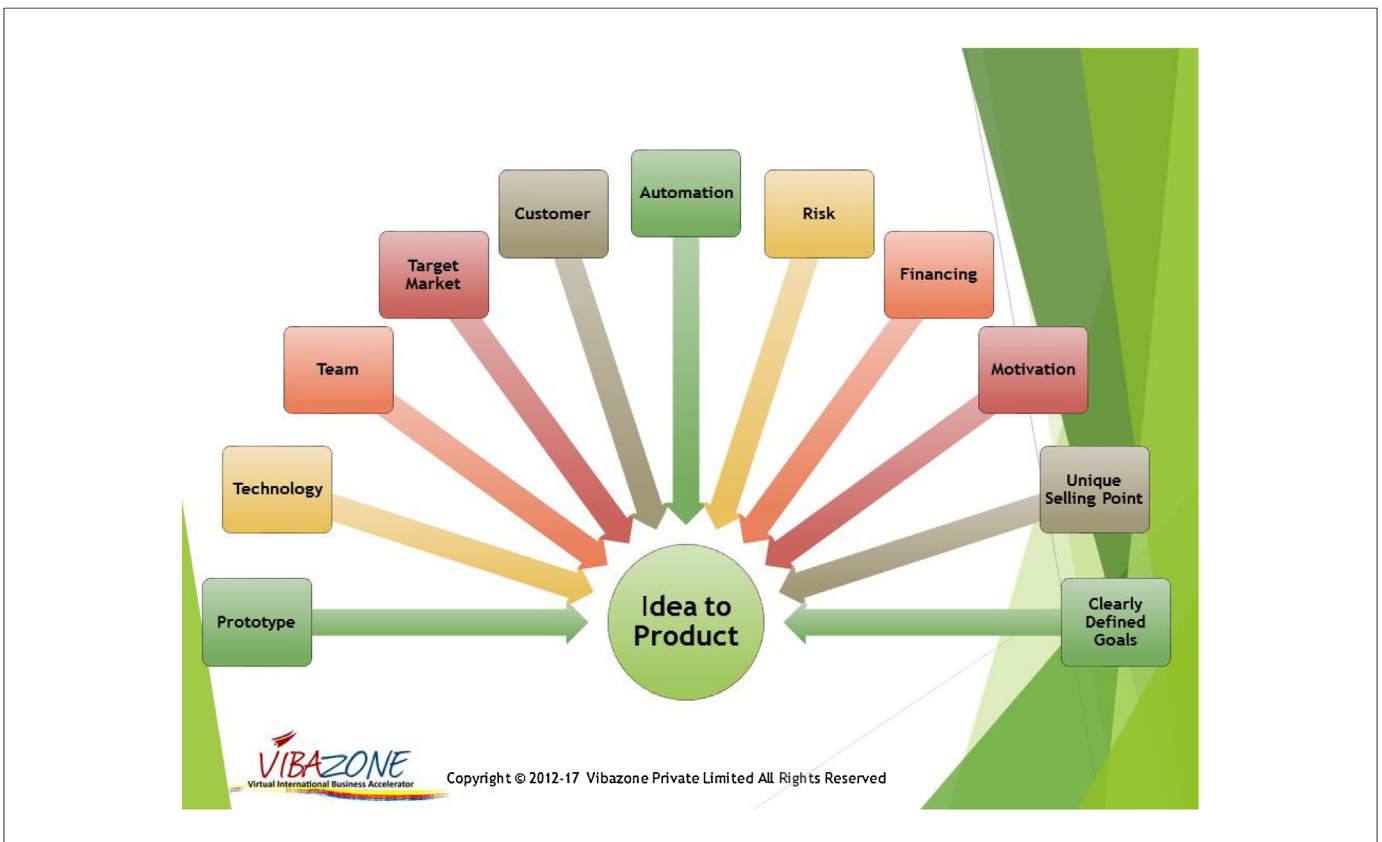 Automation
Customer
Risk
Target
Market
Financing
Team
Motivation
Technology
Unique
Selling Point
Prototype
Idea to
Product
Clearly
Defined
Goals
VIBAZONE
Virtual International Business Accelerator
Copyright © 2012-17 Vibazone Private Limited All Rights Reserved